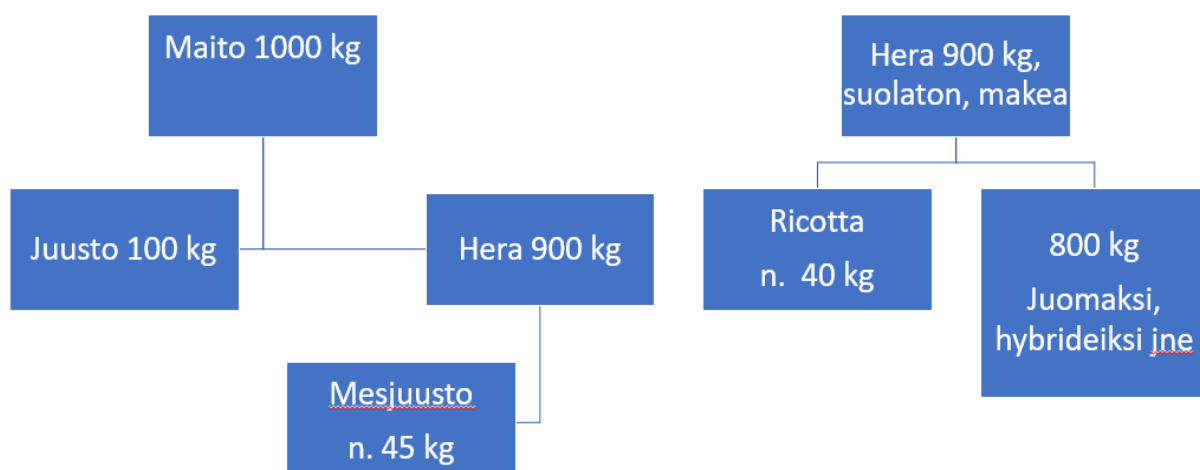 Maito 1000 kg
Juusto 100 kg
Hera 900 kg
Mesjuusto
n. 45 kg
Hera 900 kg,
suolaton, makea
Ricotta
n. 40 kg
800 kg
Juomaksi,
hybrideiksi jne